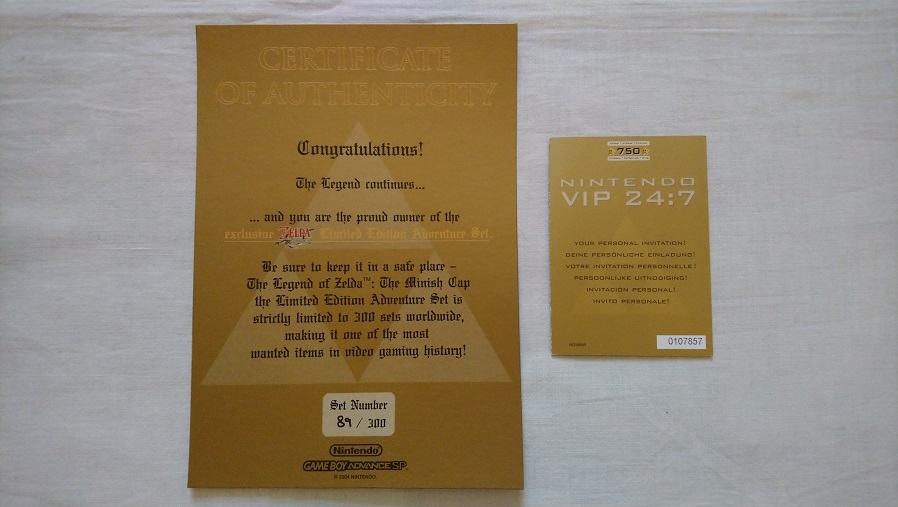 CERTIFICATE
OF AUTHENTICITY
Congratulations!
The Legend continues...
... and you are the proud owner of the
exclusive ZELDA Limited Edition Adventure Set.
Be sure to keep it in a safe place –
The Legend of Zelda™: The Minish Cap
the Limited Edition Adventure Set is
strictly limited to 300 sets worldwide,
making it one of the most
wanted items in video gaming history!
Set Number
89 / 300
Nintendo
GAME BOY ADVANCE SP
© 2004 NINTENDO.
750
NINTENDO
VIP 24:7
YOUR PERSONAL INVITATION!
DEINE PERSÖNLICHE EINLADUNG!
VOTRE INVITATION PERSONNELLE!
PERSOONLIJKE UITNODIGING!
INVITACIÓN PERSONAL!
INVITO PERSONALE!
0107857